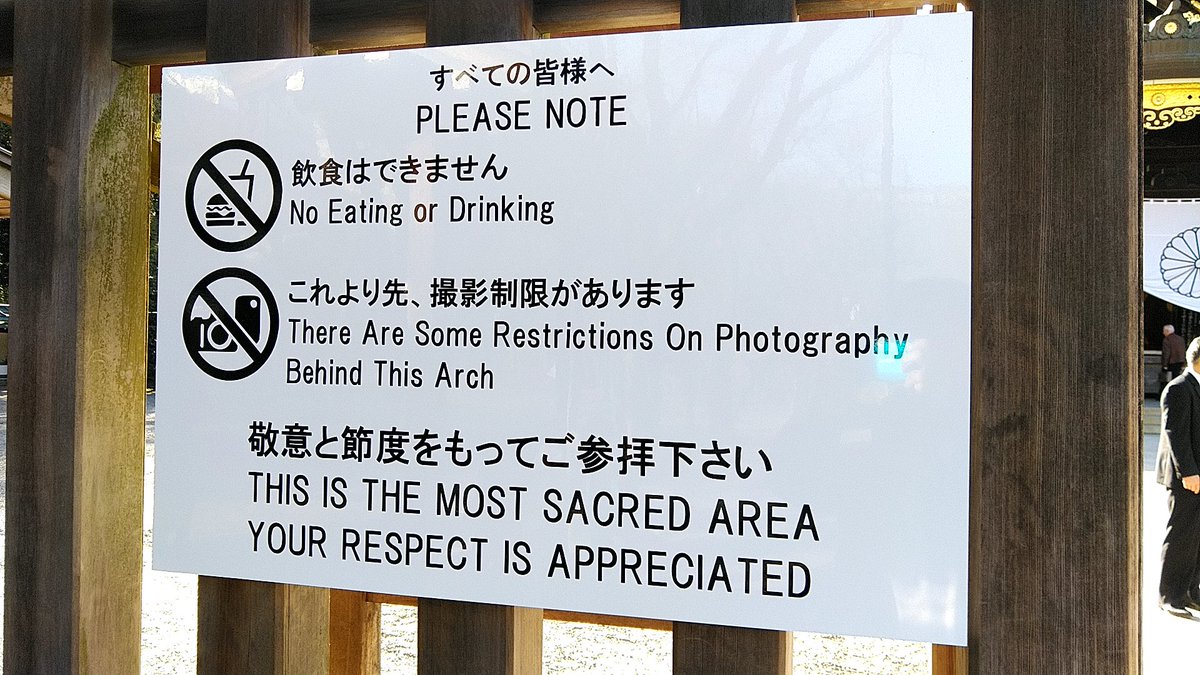 すべての皆様へ
PLEASE NOTE
飲食はできません
No Eating or Drinking
これより先、撮影制限があります
There Are Some Restrictions On Photography
Behind This Arch
敬意と節度をもってご参拝下さい
THIS IS THE MOST SACRED AREA
YOUR RESPECT IS APPRECIATED